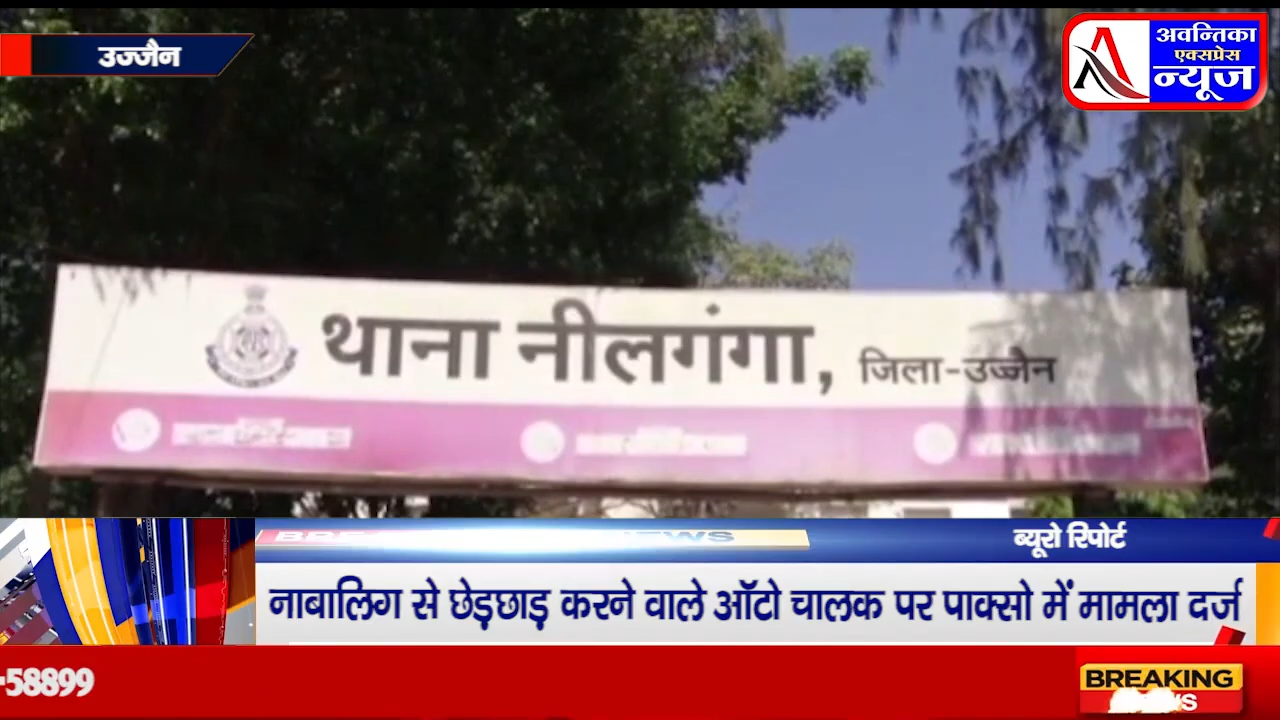 उज्जैन
अवन्तिका
एक्सप्रेस
न्यूज
थाना नीलगंगा, जिला-उज्जैन
ब्यूरो रिपोर्ट
नाबालिग से छेड़छाड़ करने वाले ऑटो चालक पर पाक्सो में मामला दर्ज
-58899
BREAKING